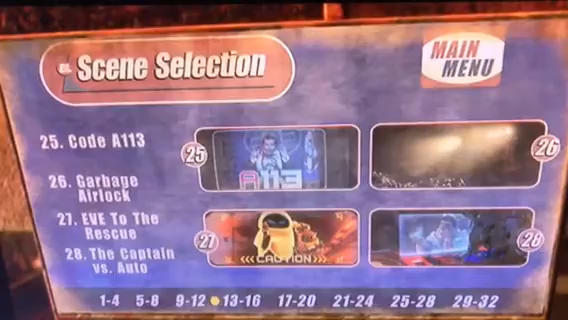 Scene Selection
MAIN
MENU
25. Code A113
25
A113
26
26. Garbage
Airlock
27. EVE To The
Rescue
27
<<<CAUTION>>>
28. The Captain
vs. Auto
28
1-4 5-8 9-12 13-16 17-20 21-24 25-28 29-32